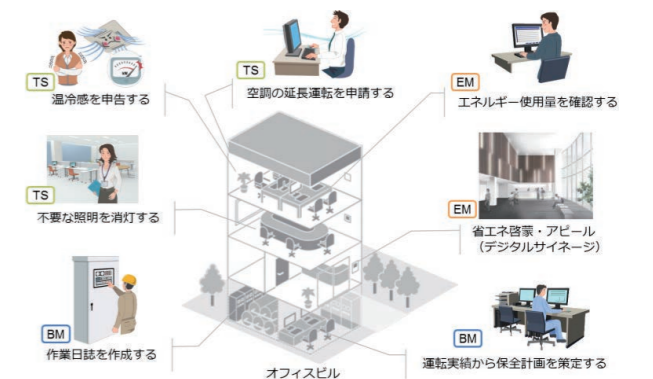 TS
温冷感を申告する
TS
空調の延長運転を申請する
EM
エネルギー使用量を確認する
TS
不要な照明を消灯する
EM
省エネ啓蒙・アピール
（デジタルサイネージ）
BM
作業日誌を作成する
BM
運転実績から保全計画を策定する
オフィスビル